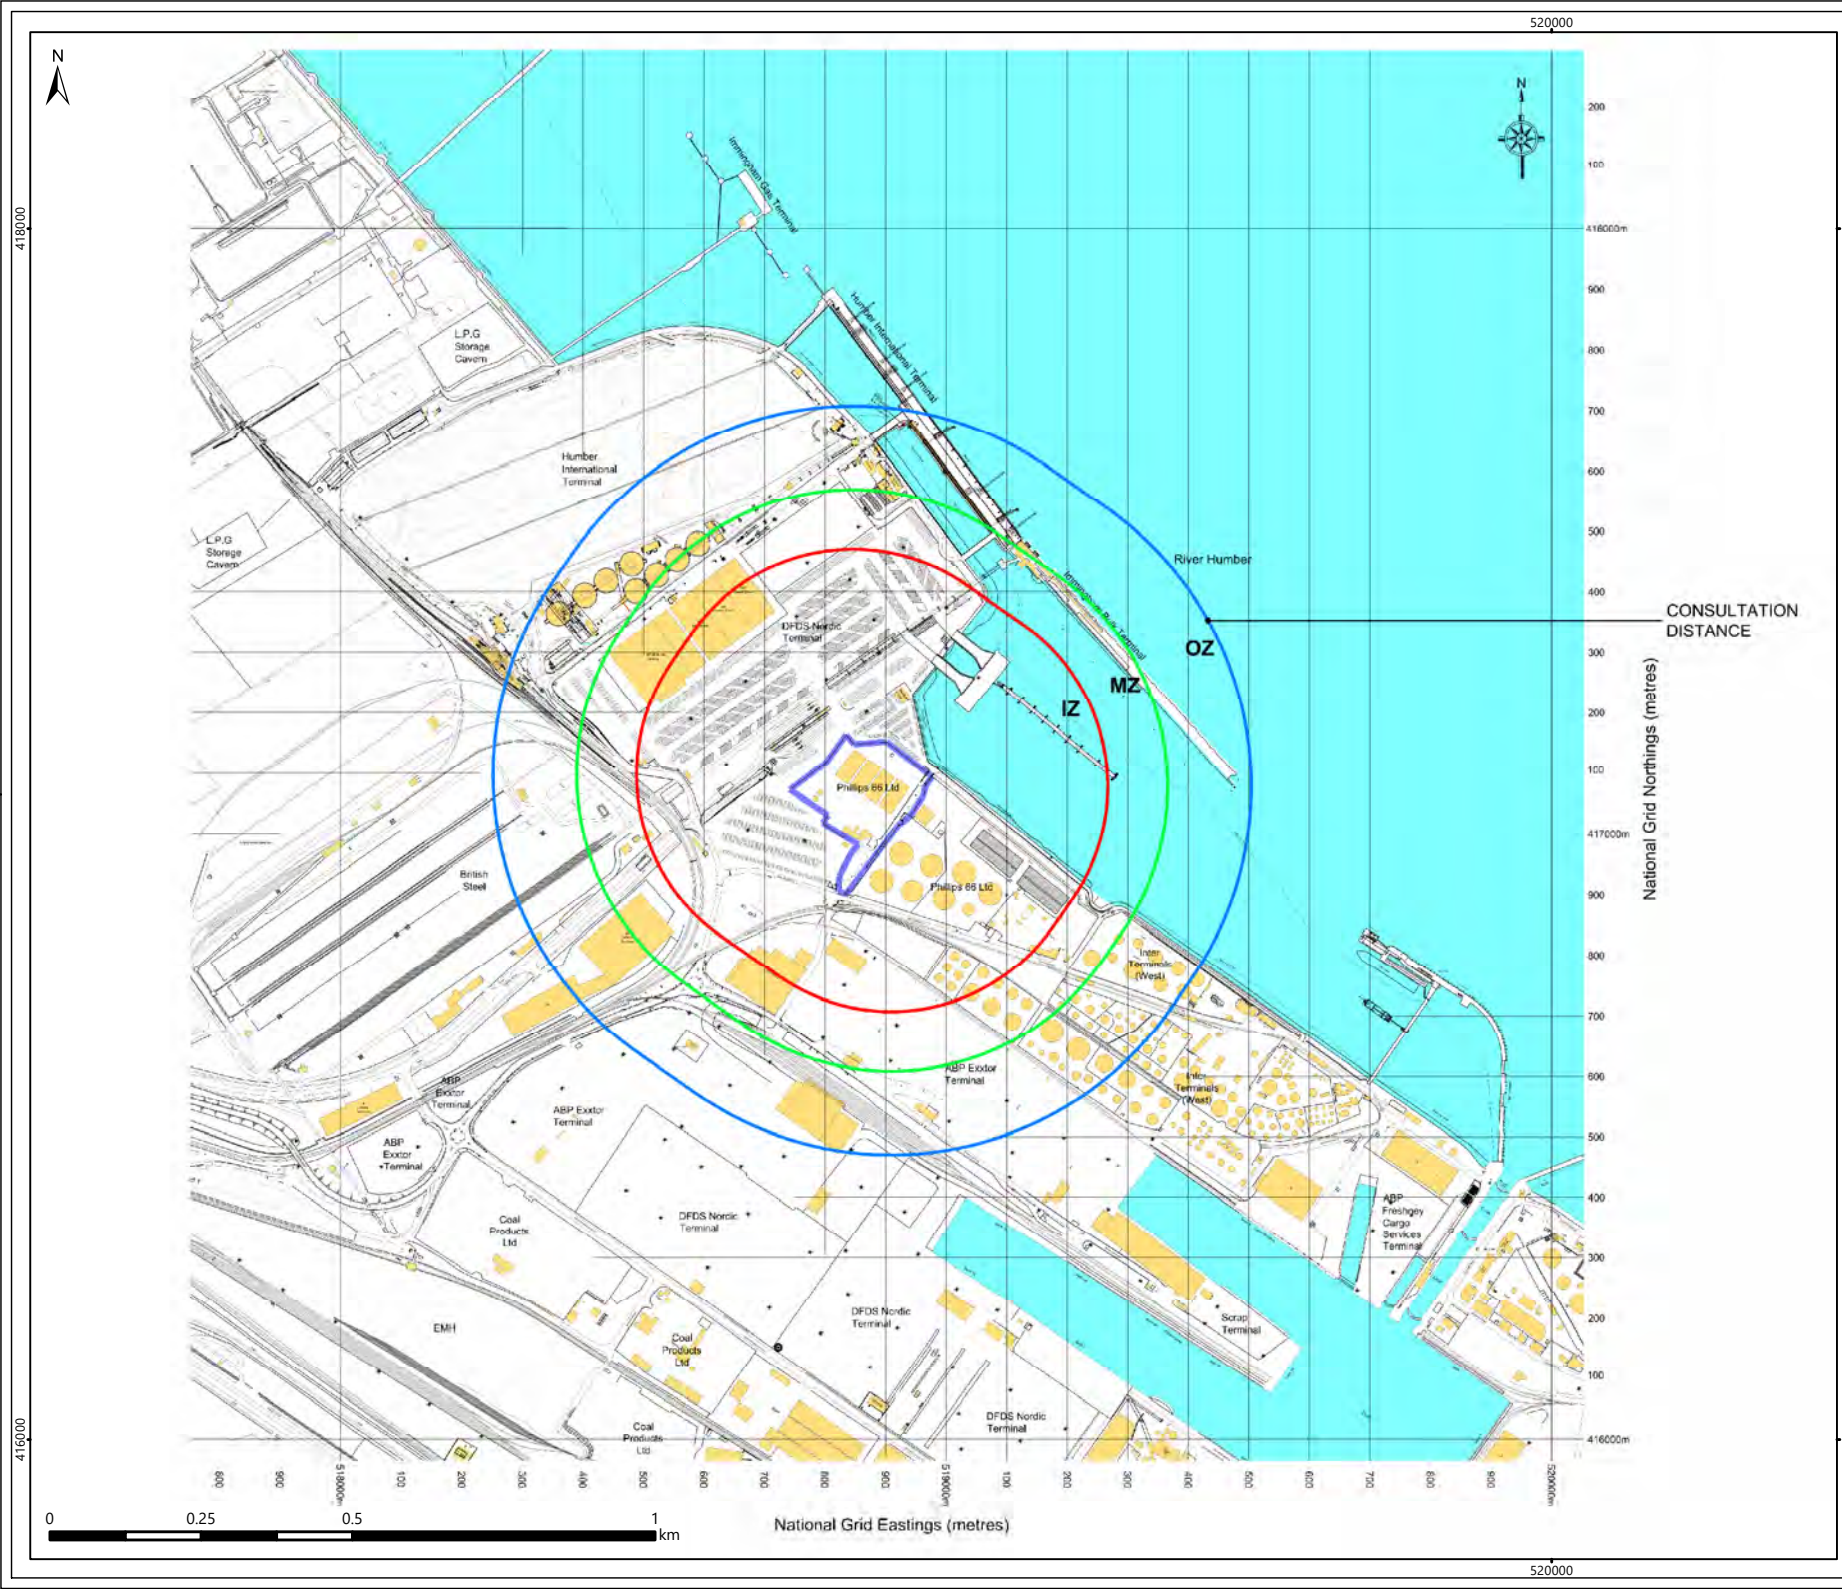 520000
N
N
200
100
Immingham Gas Terminal
418000
416000m
900
Humber International Terminal
L.P.G
Storage
Cavern
800
700
Humber
International
Terminal
600
500
L.P.G
Storage
Cavern
River Humber
400
Immingham Bulk Terminal
CONSULTATION
DISTANCE
DFDS Nordic
Terminal
OZ
300
MZ
IZ
200
National Grid Northings (metres)
100
Phillips 66 Ltd
417000m
British
Steel
Phillips 66 Ltd
900
Inter
Terminals
(West)
800
700
ABP Exxtor
Terminal
Inter
Terminals
(West)
600
ABP
Exxtor
Terminal
ABP Exxtor
Terminal
500
ABP
Exxtor
Terminal
400
ABP
Freshgey
Cargo
Services
Terminal
Coal
Products
Ltd
DFDS Nordic
Terminal
300
DFDS Nordic
Terminal
Scrap
Terminal
200
EMH
Coal
Products
Ltd
100
DFDS Nordic
Terminal
Coal
Products
Ltd
416000
416000m
800
900
518000m
100
200
300
400
500
600
700
800
900
519000m
100
200
300
400
500
600
700
800
900
520000m
0
0.25
0.5
1
km
National Grid Eastings (metres)
520000